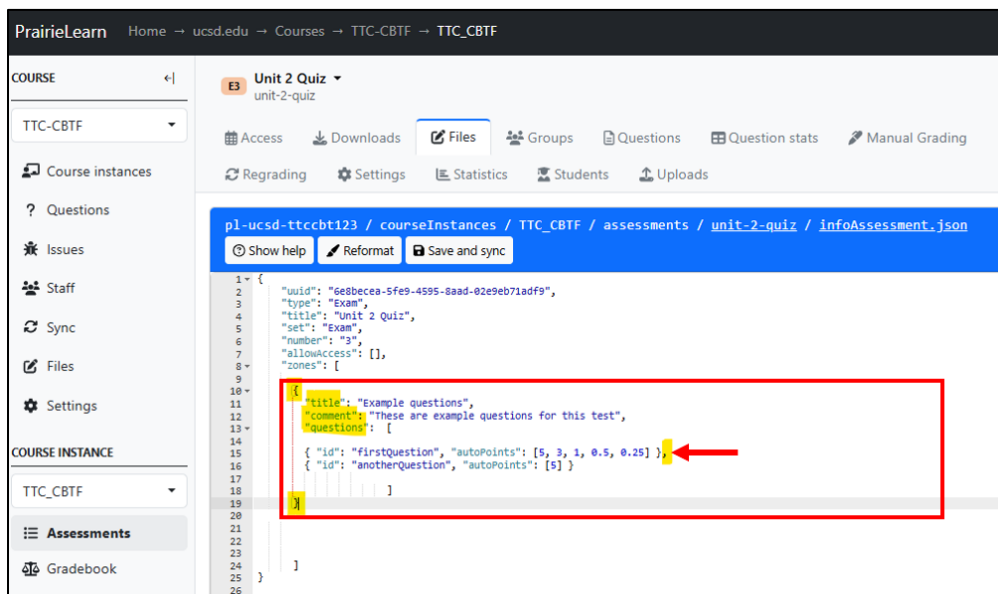 PrairieLearn Home → ucsd.edu → Courses → TTC-CBTF → TTC_CBTF
COURSE
TTC-CBTF
Course instances
? Questions
Issues
Staff
Sync
Files
Settings
COURSE INSTANCE
TTC_CBTF
Assessments
Gradebook
E3 Unit 2 Quiz
unit-2-quiz
Access Downloads Files Groups Questions Question stats Manual Grading
Regrading Settings Statistics Students Uploads
pl-ucsd-ttccbt123 / courseInstances / TTC_CBTF / assessments / unit-2-quiz / infoAssessment.json
Show help Reformat Save and sync
1 {
2 "uuid": "6e8becea-5fe9-4595-8aad-02e9eb71adf9",
3 "type": "Exam",
4 "title": "Unit 2 Quiz",
5 "set": "Exam",
6 "number": "3",
7 "allowAccess": [],
8 "zones": [
9
10 {
11 "title": "Example questions",
12 "comment": "These are example questions for this test",
13 "questions": [
14
15 { "id": "firstQuestion", "autoPoints": [5, 3, 1, 0.5, 0.25] },
16 { "id": "anotherQuestion", "autoPoints": [5] }
17
18 ]
19 }
20
21
22
23
24 ]
25 }
26